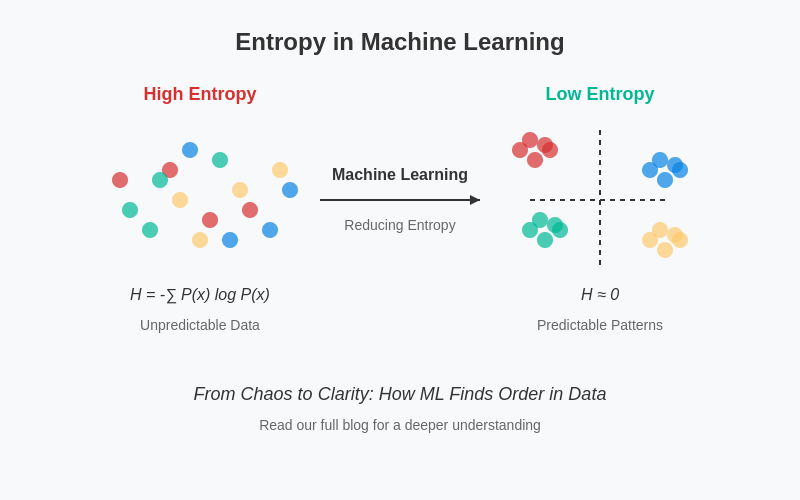 Entropy in Machine Learning
High Entropy
Low Entropy
Machine Learning
Reducing Entropy
H = -∑ P(x) log P(x)
H ≈ 0
Unpredictable Data
Predictable Patterns
From Chaos to Clarity: How ML Finds Order in Data
Read our full blog for a deeper understanding